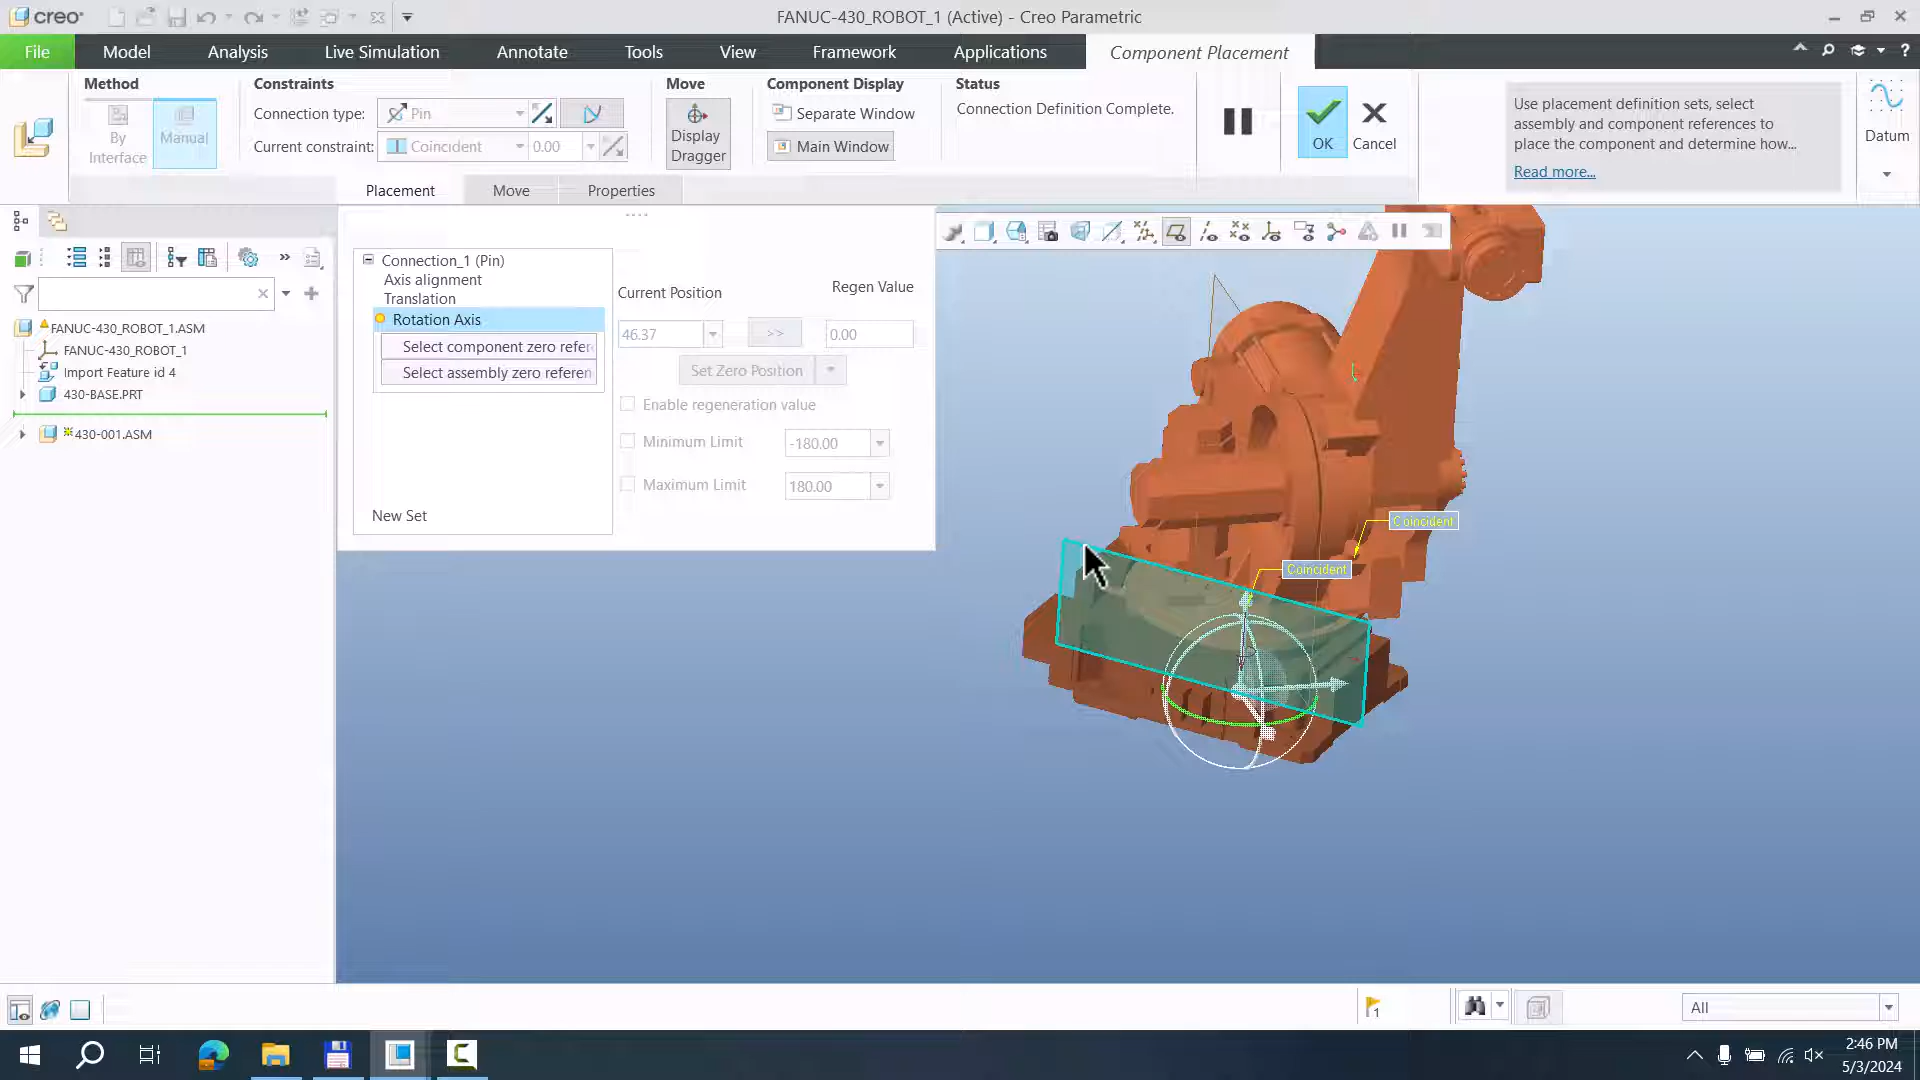 creo
FANUC-430_ROBOT_1 (Active) - Creo Parametric
File
Model
Analysis
Live Simulation
Annotate
Tools
View
Framework
Applications
Component Placement
Method
By Interface
Manual
Constraints
Connection type:
Pin
Current constraint:
Coincident
0.00
Move
Display Dragger
Component Display
Separate Window
Main Window
Status
Connection Definition Complete.
OK
Cancel
Use placement definition sets, select
assembly and component references to
place the component and determine how...
Read more...
Datum
Placement
Move
Properties
FANUC-430_ROBOT_1.ASM
FANUC-430_ROBOT_1
Import Feature id 4
430-BASE.PRT
430-001.ASM
Connection_1 (Pin)
Axis alignment
Translation
Rotation Axis
Select component zero refer
Select assembly zero referen
New Set
Current Position
Regen Value
46.37
>>
0.00
Set Zero Position
Enable regeneration value
Minimum Limit
-180.00
Maximum Limit
180.00
Coincident
Coincident
1
All
2:46 PM
5/3/2024